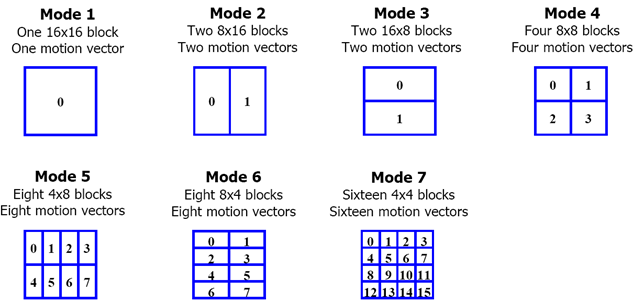 Mode 1
One 16x16 block
One motion vector
0
Mode 2
Two 8x16 blocks
Two motion vectors
0 1
Mode 3
Two 16x8 blocks
Two motion vectors
0
1
Mode 4
Four 8x8 blocks
Four motion vectors
0 1
2 3
Mode 5
Eight 4x8 blocks
Eight motion vectors
0 1 2 3
4 5 6 7
Mode 6
Eight 8x4 blocks
Eight motion vectors
0 1
2 3
4 5
6 7
Mode 7
Sixteen 4x4 blocks
Sixteen motion vectors
0 1 2 3
4 5 6 7
8 9 10 11
12 13 14 15